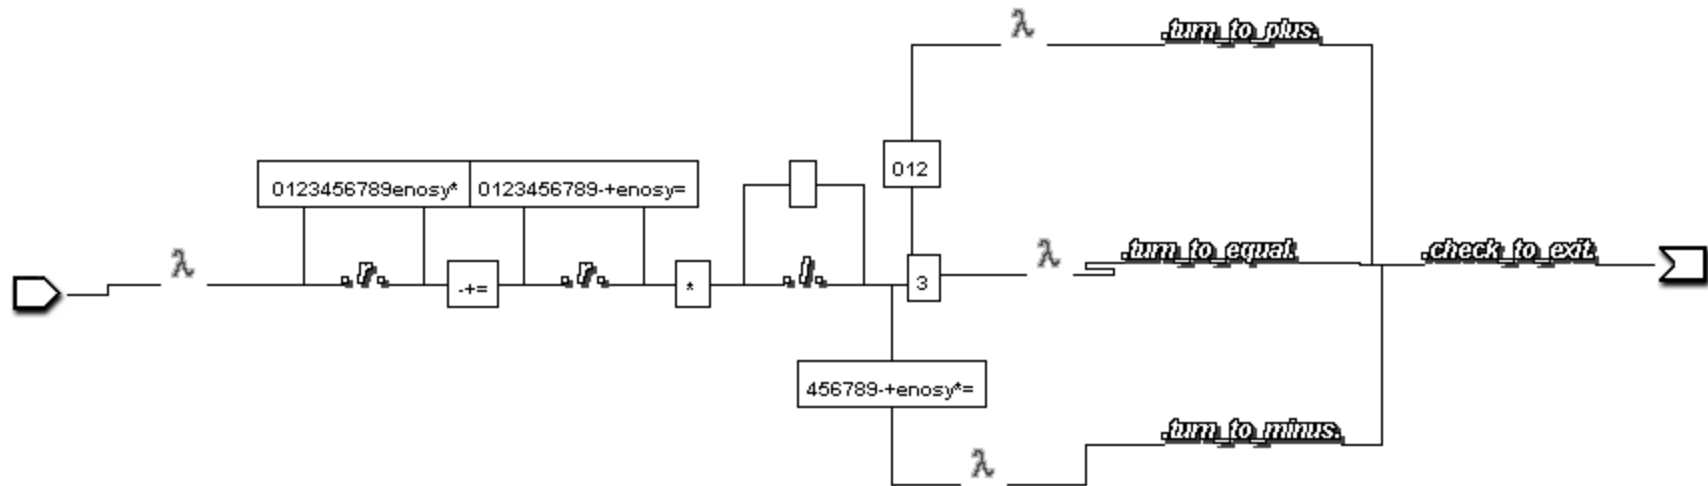 λ
.turn_to_plus.
012
0123456789enosy*
0123456789-+enosy=
λ
.r.
-+=
.r.
*
.l.
3
λ
.turn_to_equal.
.check_to_exit.
456789-+enosy*=
λ
.turn_to_minus.